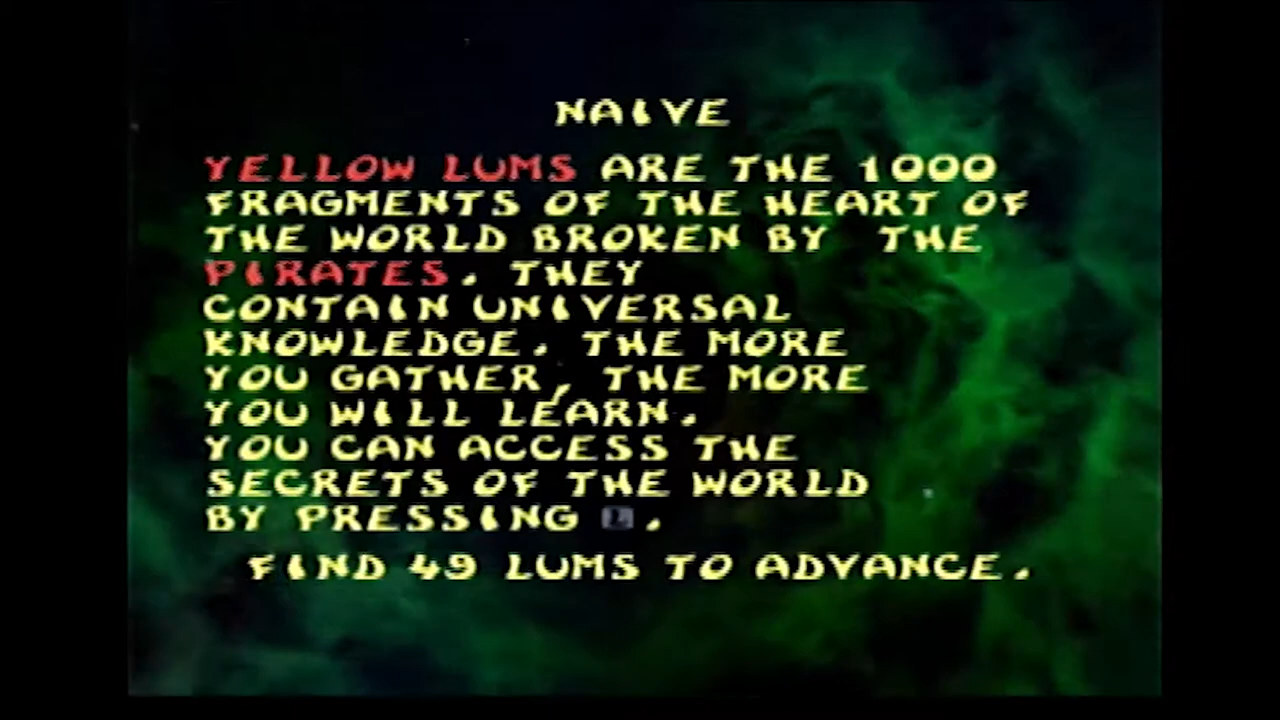 NAIVE
YELLOW LUMS ARE THE 1000
FRAGMENTS OF THE HEART OF
THE WORLD BROKEN BY THE
PIRATES. THEY
CONTAIN UNIVERSAL
KNOWLEDGE. THE MORE
YOU GATHER, THE MORE
YOU WILL LEARN.
YOU CAN ACCESS THE
SECRETS OF THE WORLD
BY PRESSING L.
FIND 49 LUMS TO ADVANCE.